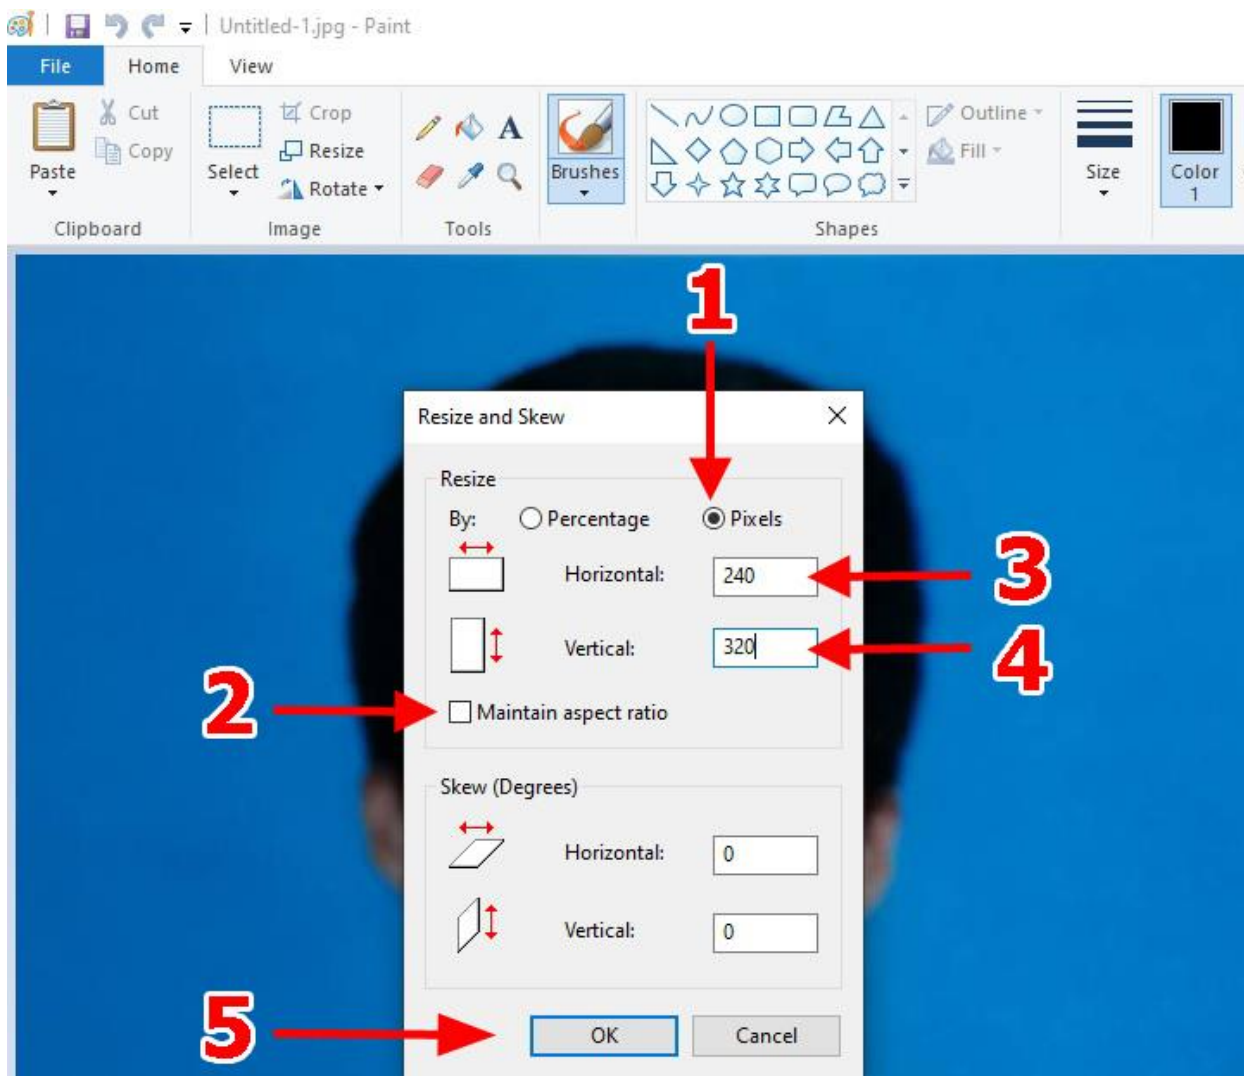 Untitled-1.jpg - Paint
File Home View
Cut
Copy
Paste
Clipboard
Crop
Resize
Rotate
Select
Image
A
Tools
Brushes
Outline
Fill
Shapes
Size
Color
1
1
Resize and Skew
Resize
By: Percentage Pixels
Horizontal: 240
3
Vertical: 320
4
2
Maintain aspect ratio
Skew (Degrees)
Horizontal: 0
Vertical: 0
5
OK Cancel